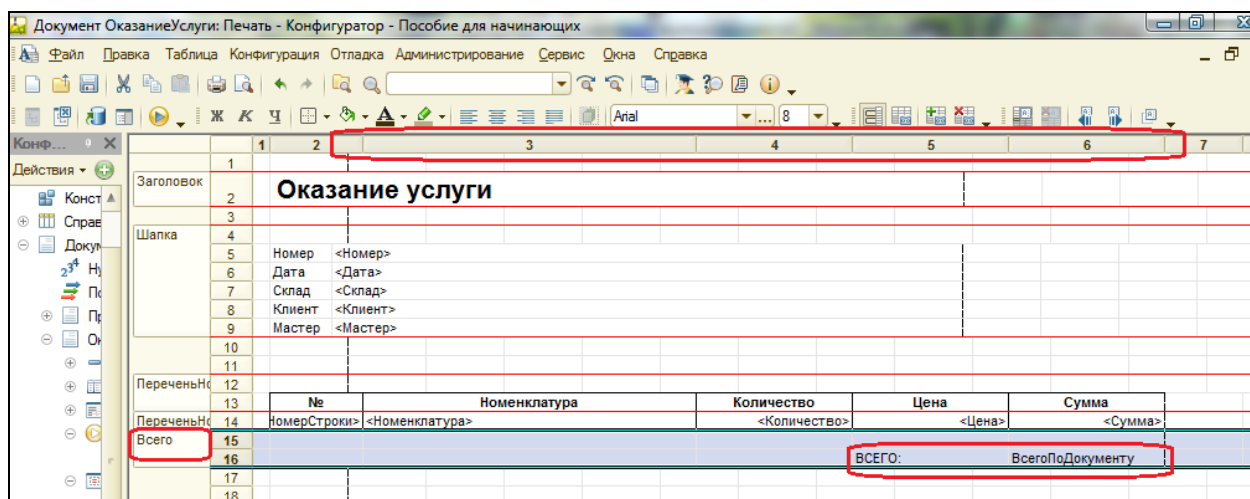 Документ ОказаниеУслуги: Печать - Конфигуратор - Пособие для начинающих
Файл Правка Таблица Конфигурация Отладка Администрирование Сервис Окна Справка
Ж К Ч A Arial ... 8
Конф...
1 2 3 4 5 6 7
Действия
1
Заголовок
2 Оказание услуги
Конст
Справ
3
Шапка 4
Докум
5 Номер <Номер>
6 Дата <Дата>
7 Склад <Склад>
8 Клиент <Клиент>
9 Мастер <Мастер>
10
11
ПереченьНо 12
13 № Номенклатура Количество Цена Сумма
ПереченьНо 14 НомерСтроки> <Номенклатура> <Количество> <Цена> <Сумма>
Всего 15
16 ВСЕГО: ВсегоПоДокументу
17
18